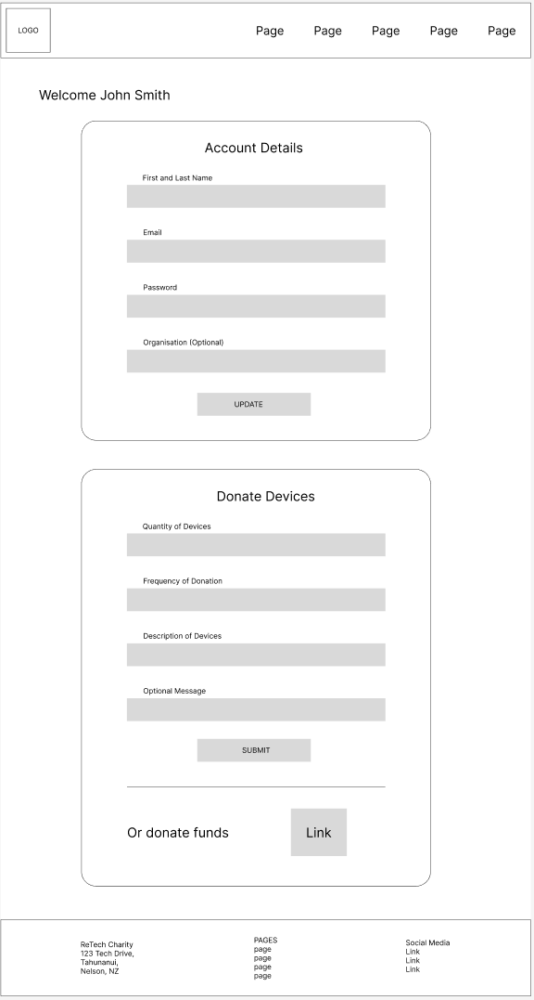 LOGO
Page Page Page Page Page
Welcome John Smith
Account Details
First and Last Name
Email
Password
Organisation (Optional)
UPDATE
Donate Devices
Quantity of Devices
Frequency of Donation
Description of Devices
Optional Message
SUBMIT
Or donate funds
Link
ReTech Charity
123 Tech Drive,
Tahunanui,
Nelson, NZ
PAGES
page
page
page
page
Social Media
Link
Link
Link